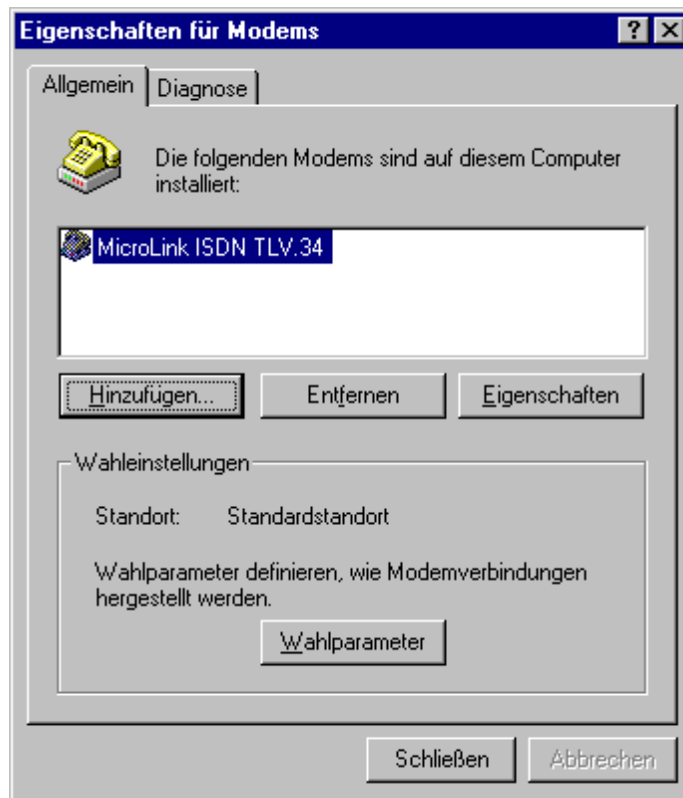 Eigenschaften für Modems
Allgemein
Diagnose
Die folgenden Modems sind auf diesem Computer
installiert:
MicroLink ISDN TLV.34
Hinzufügen...
Entfernen
Eigenschaften
Wahleinstellungen
Standort: Standardstandort
Wahlparameter definieren, wie Modemverbindungen
hergestellt werden.
Wahlparameter
Schließen
Abbrechen